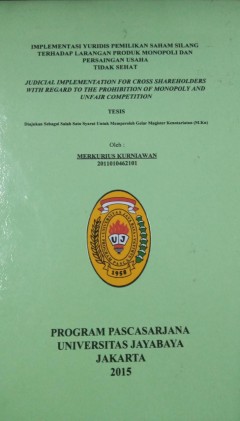 IMPLEMENTASI YURIDIS PEMILIKAN SAHAM SILANG
TERHADAP LARANGAN PRODUK MONOPOLI DAN
PERSAINGAN USAHA
TIDAK SEHAT
JUDICIAL IMPLEMENTATION FOR CROSS SHAREHOLDERS
WITH REGARD TO THE PROHIBITION OF MONOPOLY AND
UNFAIR COMPETITION
TESIS
Diajukan Sebagai Salah Satu Syarat Untuk Memperoleh Gelar Magister Kenotariatan (M.Kn)
Oleh :
MERKURIUS KURNIAWAN
2011010462101
1958
PROGRAM PASCASARJANA
UNIVERSITAS JAYABAYA
JAKARTA
2015